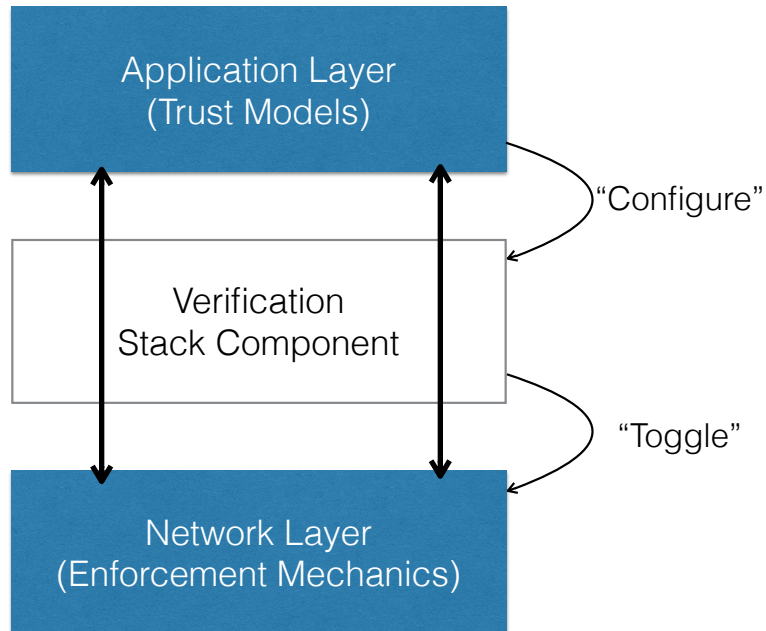 Application Layer
(Trust Models)
“Configure”
Verification
Stack Component
“Toggle”
Network Layer
(Enforcement Mechanics)